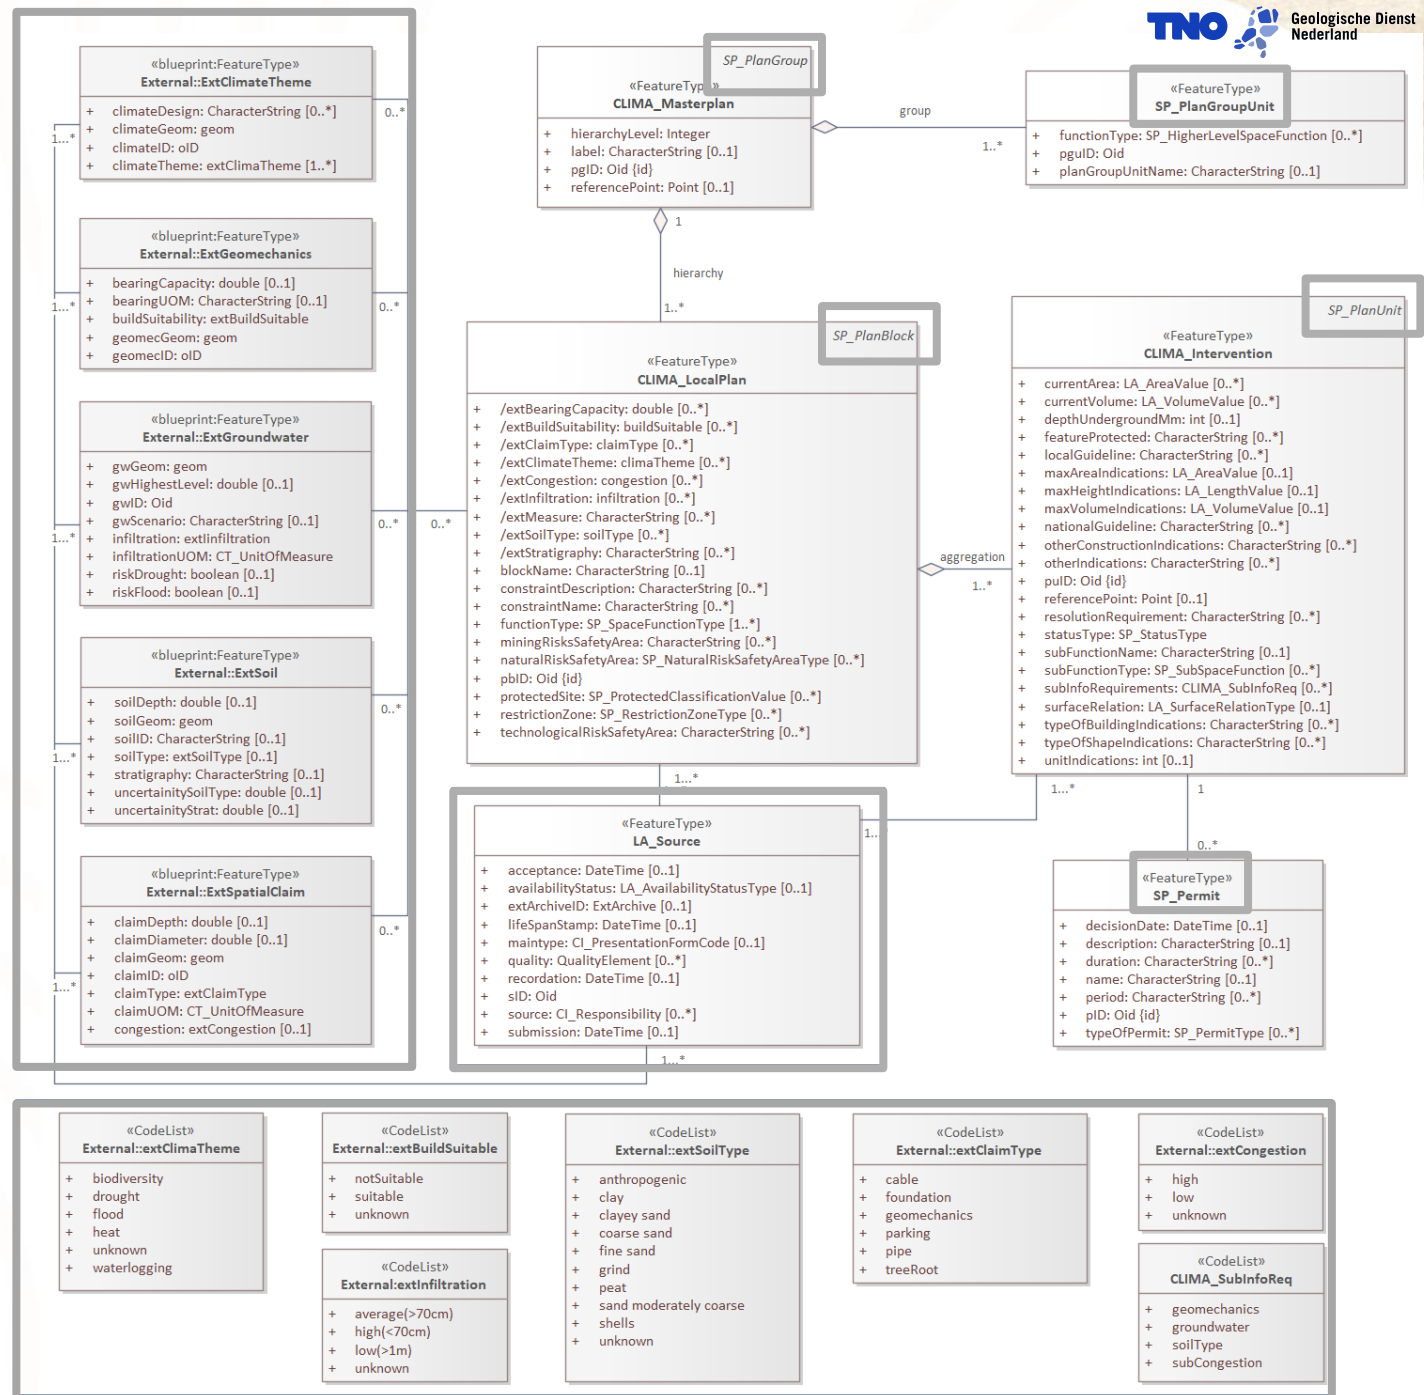 TNO Geologische Dienst
Nederland
«blueprint:FeatureType»
External::ExtClimateTheme
+ climateDesign: CharacterString [0..*]
+ climateGeom: geom
+ climateID: oID
+ climateTheme: extClimaTheme [1..*]
0..*
1...*
«blueprint:FeatureType»
External::ExtGeomechanics
+ bearingCapacity: double [0..1]
+ bearingUOM: CharacterString [0..1]
+ buildSuitability: extBuildSuitable
+ geomecGeom: geom
+ geomecID: oID
1...*
0..*
«blueprint:FeatureType»
External::ExtGroundwater
+ gwGeom: geom
+ gwHighestLevel: double [0..1]
+ gwID: Oid
+ gwScenario: CharacterString [0..1]
+ infiltration: extIinfiltration
+ infiltrationUOM: CT_UnitOfMeasure
+ riskDrought: boolean [0..1]
+ riskFlood: boolean [0..1]
1...*
0..*
0..*
«blueprint:FeatureType»
External::ExtSoil
+ soilDepth: double [0..1]
+ soilGeom: geom
+ soilID: CharacterString [0..1]
+ soilType: extSoilType [0..1]
+ stratigraphy: CharacterString [0..1]
+ uncertainitySoilType: double [0..1]
+ uncertainityStrat: double [0..1]
0..*
1...*
«blueprint:FeatureType»
External::ExtSpatialClaim
+ claimDepth: double [0..1]
+ claimDiameter: double [0..1]
+ claimGeom: geom
+ claimID: oID
+ claimType: extClaimType
+ claimUOM: CT_UnitOfMeasure
+ congestion: extCongestion [0..1]
0..*
1...*
SP_PlanGroup
«FeatureType»
CLIMA_Masterplan
+ hierarchyLevel: Integer
+ label: CharacterString [0..1]
+ pgID: Oid {id}
+ referencePoint: Point [0..1]
group
1..*
«FeatureType»
SP_PlanGroupUnit
+ functionType: SP_HigherLevelSpaceFunction [0..*]
+ pguID: Oid
+ planGroupUnitName: CharacterString [0..1]
1
hierarchy
1..*
SP_PlanBlock
«FeatureType»
CLIMA_LocalPlan
+ /extBearingCapacity: double [0..*]
+ /extBuildSuitability: buildSuitable [0..*]
+ /extClaimType: claimType [0..*]
+ /extClimateTheme: climaTheme [0..*]
+ /extCongestion: congestion [0..*]
+ /extInfiltration: infiltration [0..*]
+ /extMeasure: CharacterString [0..*]
+ /extSoilType: soilType [0..*]
+ /extStratigraphy: CharacterString [0..*]
+ blockName: CharacterString [0..1]
+ constraintDescription: CharacterString [0..*]
+ constraintName: CharacterString [0..*]
+ functionType: SP_SpaceFunctionType [1..*]
+ miningRisksSafetyArea: CharacterString [0..*]
+ naturalRiskSafetyArea: SP_NaturalRiskSafetyAreaType [0..*]
+ pbID: Oid {id}
+ protectedSite: SP_ProtectedClassificationValue [0..*]
+ restrictionZone: SP_RestrictionZoneType [0..*]
+ technologicalRiskSafetyArea: CharacterString [0..*]
aggregation
1..*
SP_PlanUnit
«FeatureType»
CLIMA_Intervention
+ currentArea: LA_AreaValue [0..*]
+ currentVolume: LA_VolumeValue [0..*]
+ depthUndergroundMm: int [0..1]
+ featureProtected: CharacterString [0..*]
+ localGuideline: CharacterString [0..*]
+ maxAreaIndications: LA_AreaValue [0..1]
+ maxHeightIndications: LA_LengthValue [0..1]
+ maxVolumeIndications: LA_VolumeValue [0..1]
+ nationalGuideline: CharacterString [0..*]
+ otherConstructionIndications: CharacterString [0..*]
+ otherIndications: CharacterString [0..*]
+ puID: Oid {id}
+ referencePoint: Point [0..1]
+ resolutionRequirement: CharacterString [0..*]
+ statusType: SP_StatusType
+ subFunctionName: CharacterString [0..1]
+ subFunctionType: SP_SubSpaceFunction [0..*]
+ subInfoRequirements: CLIMA_SubInfoReq [0..*]
+ surfaceRelation: LA_SurfaceRelationType [0..1]
+ typeOfBuildingIndications: CharacterString [0..*]
+ typeOfShapeIndications: CharacterString [0..*]
+ unitIndications: int [0..1]
1...*
1...*
1
«FeatureType»
LA_Source
+ acceptance: DateTime [0..1]
+ availabilityStatus: LA_AvailabilityStatusType [0..1]
+ extArchiveID: ExtArchive [0..1]
+ lifeSpanStamp: DateTime [0..1]
+ maintype: CI_PresentationFormCode [0..1]
+ quality: QualityElement [0..*]
+ recordation: DateTime [0..1]
+ sID: Oid
+ source: CI_Responsibility [0..*]
+ submission: DateTime [0..1]
1...*
0..*
«FeatureType»
SP_Permit
+ decisionDate: DateTime [0..1]
+ description: CharacterString [0..1]
+ duration: CharacterString [0..*]
+ name: CharacterString [0..1]
+ period: CharacterString [0..*]
+ pID: Oid {id}
+ typeOfPermit: SP_PermitType [0..*]
«CodeList»
External::extClimaTheme
+ biodiversity
+ drought
+ flood
+ heat
+ unknown
+ waterlogging
«CodeList»
External::extBuildSuitable
+ notSuitable
+ suitable
+ unknown
«CodeList»
External:extInfiltration
+ average(>70cm)
+ high(<70cm)
+ low(>1m)
+ unknown
«CodeList»
External::extSoilType
+ anthropogenic
+ clay
+ clayey sand
+ coarse sand
+ fine sand
+ grind
+ peat
+ sand moderately coarse
+ shells
+ unknown
«CodeList»
External::extClaimType
+ cable
+ foundation
+ geomechanics
+ parking
+ pipe
+ treeRoot
«CodeList»
External::extCongestion
+ high
+ low
+ unknown
«CodeList»
CLIMA_SubInfoReq
+ geomechanics
+ groundwater
+ soilType
+ subCongestion